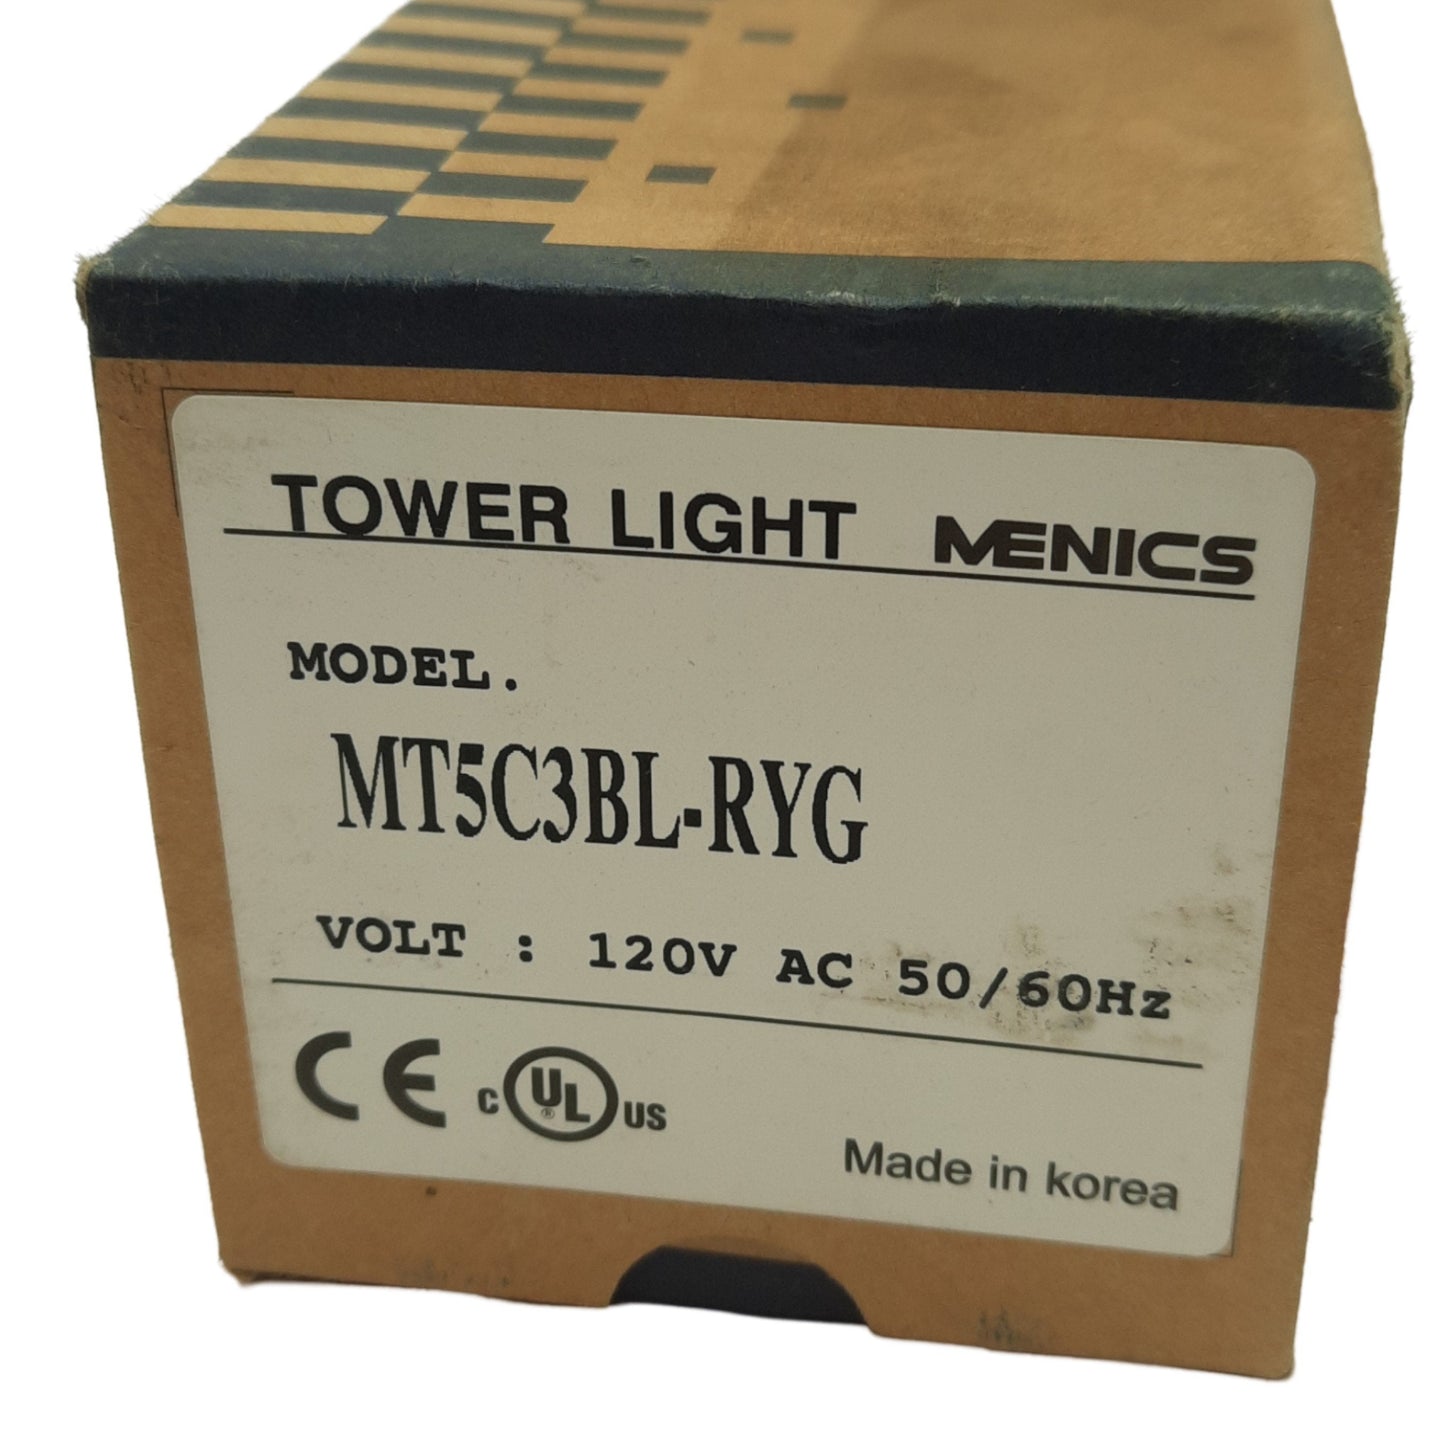 TOWER LIGHT MENICS
MODEL.
MT5C3BL-RYG
VOLT : 120V AC 50/60Hz
CE c UL ® US
Made in korea